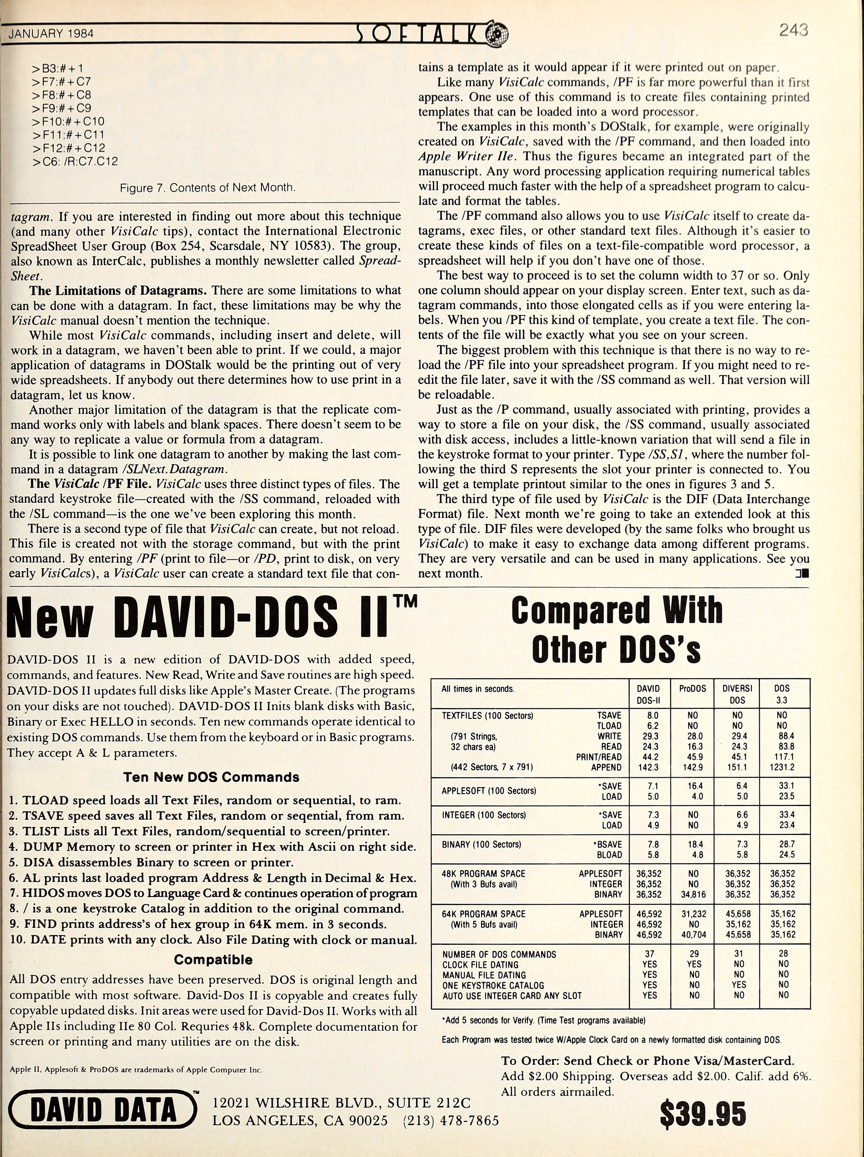 JANUARY 1984
SOFTALK
243
>B3:#+1
>F7:#+C7
>F8:#+C8
>F9:#+C9
>F10:#+C10
>F11:#+C11
>F12:#+C12
>C6: /R:C7.C12
Figure 7. Contents of Next Month.
tagram. If you are interested in finding out more about this technique
(and many other VisiCalc tips), contact the International Electronic
SpreadSheet User Group (Box 254, Scarsdale, NY 10583). The group,
also known as InterCalc, publishes a monthly newsletter called Spread-
Sheet.
The Limitations of Datagrams. There are some limitations to what
can be done with a datagram. In fact, these limitations may be why the
VisiCalc manual doesn't mention the technique.
While most VisiCalc commands, including insert and delete, will
work in a datagram, we haven't been able to print. If we could, a major
application of datagrams in DOStalk would be the printing out of very
wide spreadsheets. If anybody out there determines how to use print in a
datagram, let us know.
Another major limitation of the datagram is that the replicate com-
mand works only with labels and blank spaces. There doesn't seem to be
any way to replicate a value or formula from a datagram.
It is possible to link one datagram to another by making the last com-
mand in a datagram /SLNext.Datagram.
The VisiCalc /PF File. VisiCalc uses three distinct types of files. The
standard keystroke file—created with the /SS command, reloaded with
the /SL command—is the one we've been exploring this month.
There is a second type of file that VisiCalc can create, but not reload.
This file is created not with the storage command, but with the print
command. By entering /PF (print to file—or /PD, print to disk, on very
early VisiCalcs), a VisiCalc user can create a standard text file that con-
tains a template as it would appear if it were printed out on paper.
Like many VisiCalc commands, /PF is far more powerful than it first
appears. One use of this command is to create files containing printed
templates that can be loaded into a word processor.
The examples in this month's DOStalk, for example, were originally
created on VisiCalc, saved with the /PF command, and then loaded into
Apple Writer IIe. Thus the figures became an integrated part of the
manuscript. Any word processing application requiring numerical tables
will proceed much faster with the help of a spreadsheet program to calcu-
late and format the tables.
The /PF command also allows you to use VisiCalc itself to create da-
tagrams, exec files, or other standard text files. Although it's easier to
create these kinds of files on a text-file-compatible word processor, a
spreadsheet will help if you don't have one of those.
The best way to proceed is to set the column width to 37 or so. Only
one column should appear on your display screen. Enter text, such as da-
tagram commands, into those elongated cells as if you were entering la-
bels. When you /PF this kind of template, you create a text file. The con-
tents of the file will be exactly what you see on your screen.
The biggest problem with this technique is that there is no way to re-
load the /PF file into your spreadsheet program. If you might need to re-
edit the file later, save it with the /SS command as well. That version will
be reloadable.
Just as the /P command, usually associated with printing, provides a
way to store a file on your disk, the /SS command, usually associated
with disk access, includes a little-known variation that will send a file in
the keystroke format to your printer. Type /SS,S1, where the number fol-
lowing the third S represents the slot your printer is connected to. You
will get a template printout similar to the ones in figures 3 and 5.
The third type of file used by VisiCalc is the DIF (Data Interchange
Format) file. Next month we're going to take an extended look at this
type of file. DIF files were developed (by the same folks who brought us
VisiCalc) to make it easy to exchange data among different programs.
They are very versatile and can be used in many applications. See you
next month.
New DAVID-DOS II™
DAVID-DOS II is a new edition of DAVID-DOS with added speed,
commands, and features. New Read, Write and Save routines are high speed.
DAVID-DOS II updates full disks like Apple's Master Create. (The programs
on your disks are not touched). DAVID-DOS II Inits blank disks with Basic,
Binary or Exec HELLO in seconds. Ten new commands operate identical to
existing DOS commands. Use them from the keyboard or in Basic programs.
They accept A & L parameters.
Ten New DOS Commands
1. TLOAD speed loads all Text Files, random or sequential, to ram.
2. TSAVE speed saves all Text Files, random or seqential, from ram.
3. TLIST Lists all Text Files, random/sequential to screen/printer.
4. DUMP Memory to screen or printer in Hex with Ascii on right side.
5. DISA disassembles Binary to screen or printer.
6. AL prints last loaded program Address & Length in Decimal & Hex.
7. HIDOS moves DOS to Language Card & continues operation of program
8. / is a one keystroke Catalog in addition to the original command.
9. FIND prints address's of hex group in 64K mem. in 3 seconds.
10. DATE prints with any clock. Also File Dating with clock or manual.
Compatible
All DOS entry addresses have been preserved. DOS is original length and
compatible with most software. David-Dos II is copyable and creates fully
copyable updated disks. Init areas were used for David-Dos II. Works with all
Apple IIs including IIe 80 Col. Requries 48k. Complete documentation for
screen or printing and many utilities are on the disk.
Apple II, Applesoft & ProDOS are trademarks of Apple Computer Inc.
Compared With
Other DOS's
All times in seconds. DAVID DOS-II ProDOS DIVERSI DOS DOS 3.3
TEXTFILES (100 Sectors) TSAVE 8.0 NO NO NO
TLOAD 6.2 NO NO NO
(791 Strings, WRITE 29.3 28.0 29.4 88.4
32 chars ea) READ 24.3 16.3 24.3 83.8
PRINT/READ 44.2 45.9 45.1 117.1
(442 Sectors, 7 x 791) APPEND 142.3 142.9 151.1 1231.2
APPLESOFT (100 Sectors) *SAVE 7.1 16.4 6.4 33.1
LOAD 5.0 4.0 5.0 23.5
INTEGER (100 Sectors) *SAVE 7.3 NO 6.6 33.4
LOAD 4.9 NO 4.9 23.4
BINARY (100 Sectors) *BSAVE 7.8 18.4 7.3 28.7
BLOAD 5.8 4.8 5.8 24.5
48K PROGRAM SPACE APPLESOFT 36,352 NO 36,352 36,352
(With 3 Bufs avail) INTEGER 36,352 NO 36,352 36,352
BINARY 36,352 34,816 36,352 36,352
64K PROGRAM SPACE APPLESOFT 46,592 31,232 45,658 35,162
(With 5 Bufs avail) INTEGER 46,592 NO 35,162 35,162
BINARY 46,592 40,704 45,658 35,162
NUMBER OF DOS COMMANDS 37 29 31 28
CLOCK FILE DATING YES YES NO NO
MANUAL FILE DATING YES NO NO NO
ONE KEYSTROKE CATALOG YES NO YES NO
AUTO USE INTEGER CARD ANY SLOT YES NO NO NO
*Add 5 seconds for Verify. (Time Test programs available)
Each Program was tested twice W/Apple Clock Card on a newly formatted disk containing DOS.
To Order: Send Check or Phone Visa/MasterCard.
Add $2.00 Shipping. Overseas add $2.00. Calif. add 6%.
All orders airmailed.
$39.95
DAVID DATA™
12021 WILSHIRE BLVD., SUITE 212C
LOS ANGELES, CA 90025 (213) 478-7865